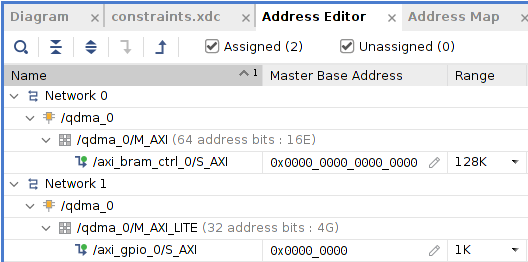 Diagram × constraints.xdc × Address Editor × Address Map ×
Assigned (2) Unassigned (0)
Name 1 Master Base Address Range
Network 0
/qdma_0
/qdma_0/M_AXI (64 address bits : 16E)
/axi_bram_ctrl_0/S_AXI 0x0000_0000_0000_0000 128K
Network 1
/qdma_0
/qdma_0/M_AXI_LITE (32 address bits : 4G)
/axi_gpio_0/S_AXI 0x0000_0000 1K